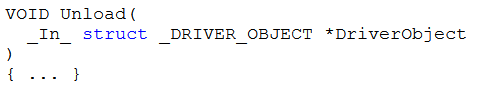 VOID Unload(
  _In_ struct _DRIVER_OBJECT *DriverObject
)
{ ... }